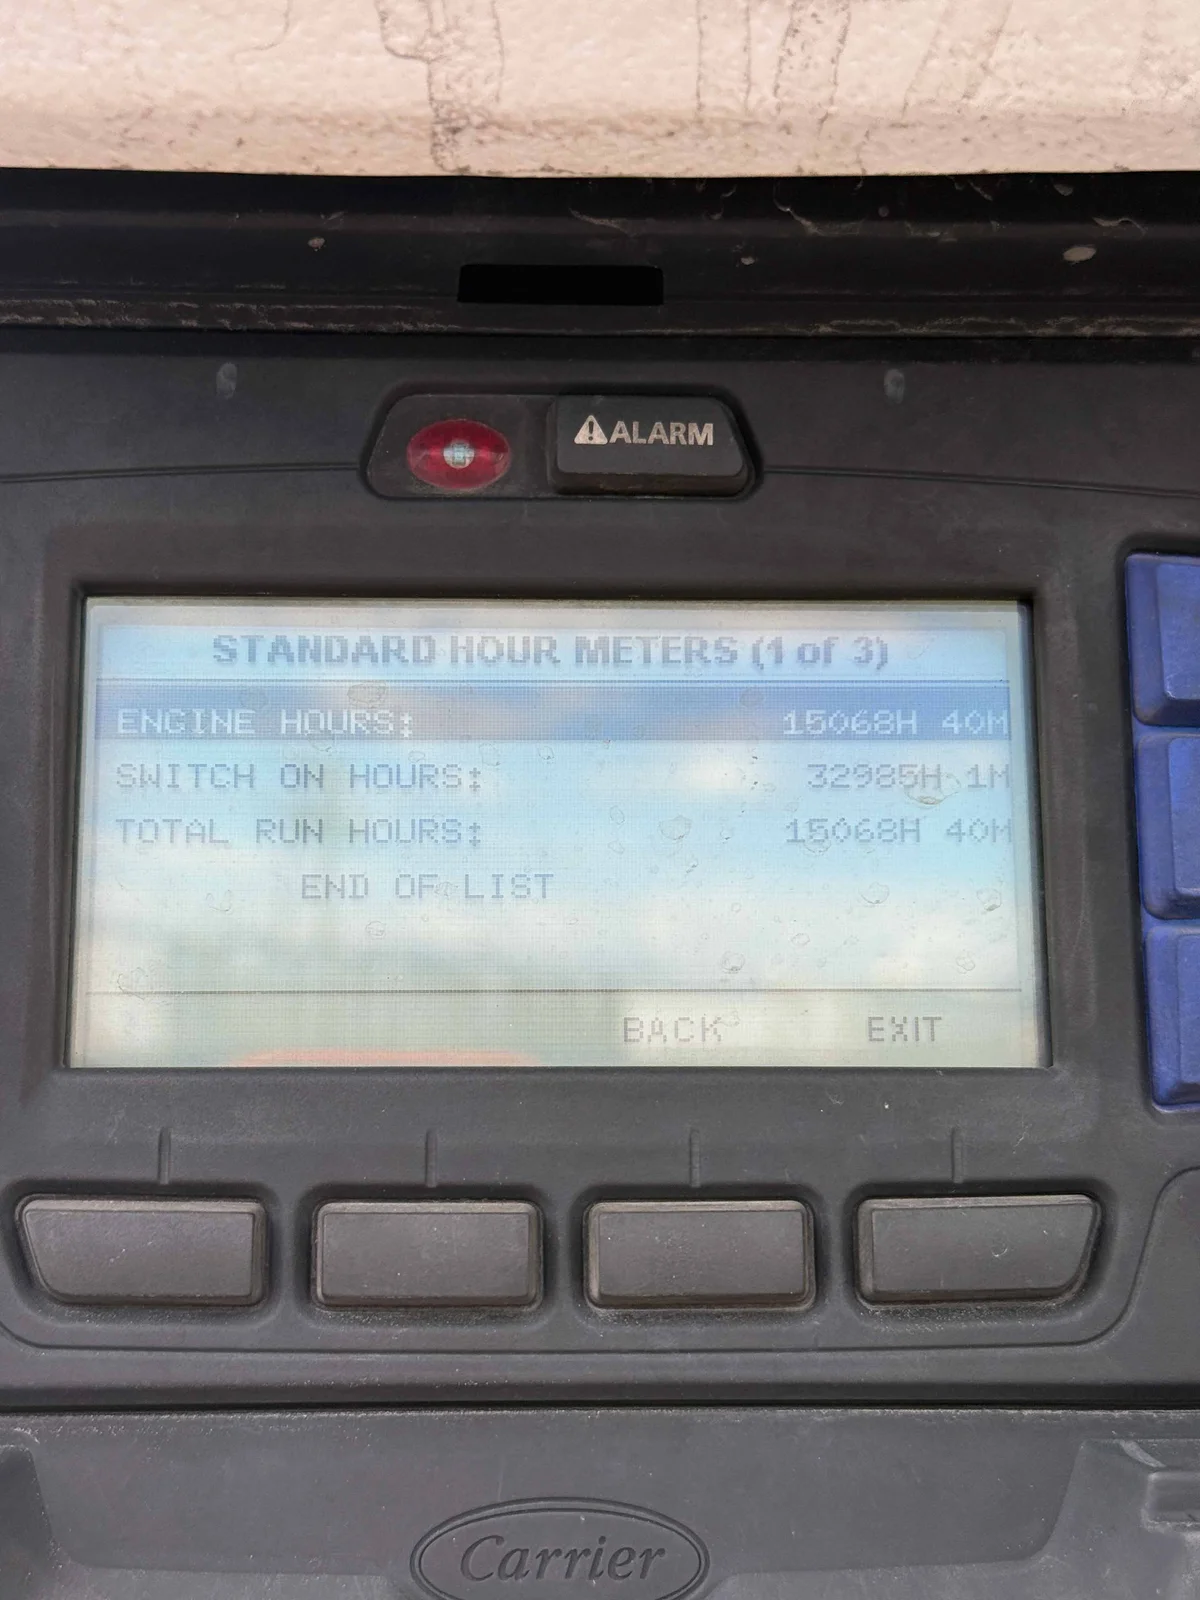 ALARM
STANDARD HOUR METERS (1 of 3)
ENGINE HOURS: 15068H 40M
SWITCH ON HOURS: 32985H 1M
TOTAL RUN HOURS: 15068H 40M
END OF LIST
BACK EXIT
Carrier